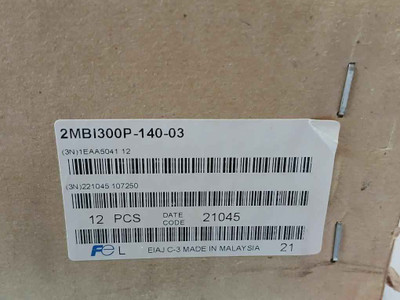 2MBI300P-140-03
(3N)1EAA5041 12
(3N)221045 107250
12 PCS DATE CODE 21045
Fe L EIAJ C-3 MADE IN MALAYSIA 21